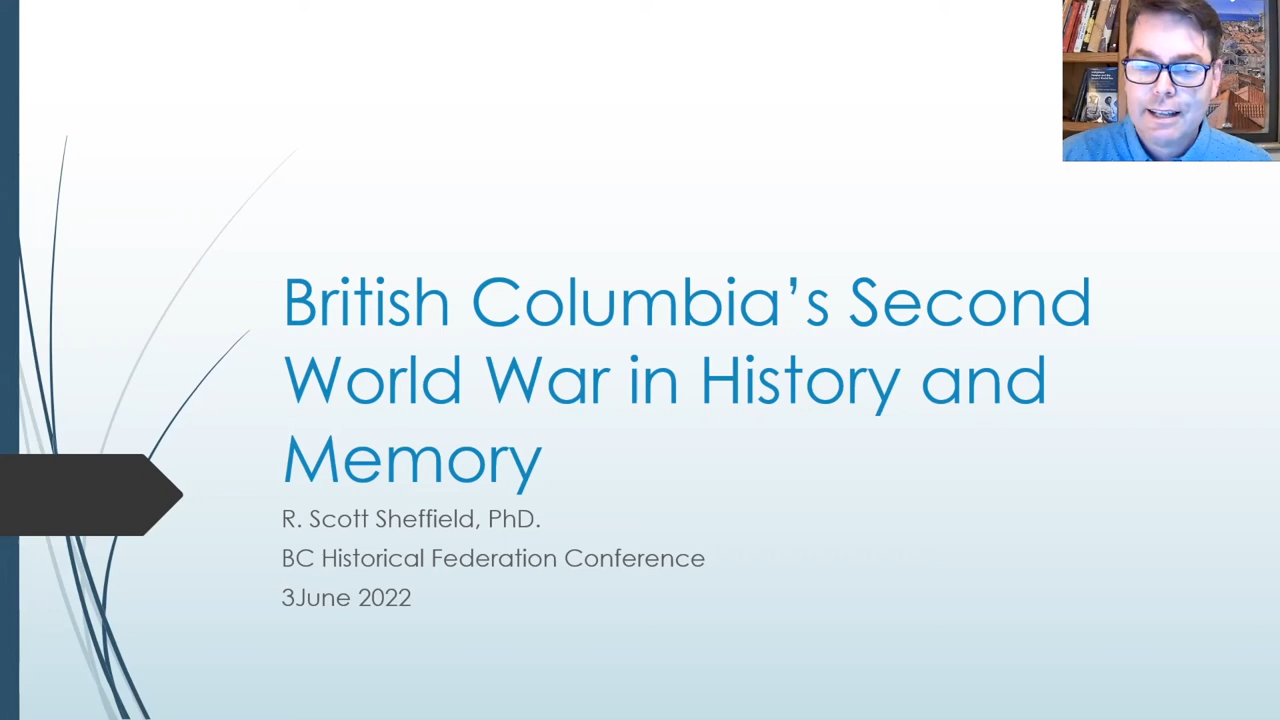 British Columbia’s Second
World War in History and
Memory
R. Scott Sheffield, PhD.
BC Historical Federation Conference
3June 2022